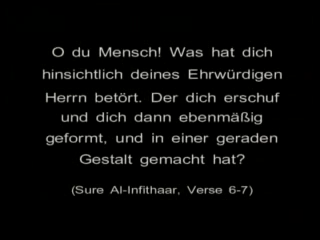 O du Mensch! Was hat dich
hinsichtlich deines Ehrwürdigen
Herrn betört. Der dich erschuf
und dich dann ebenmäßig
geformt, und in einer geraden
Gestalt gemacht hat?
(Sure Al-Infithaar, Verse 6-7)